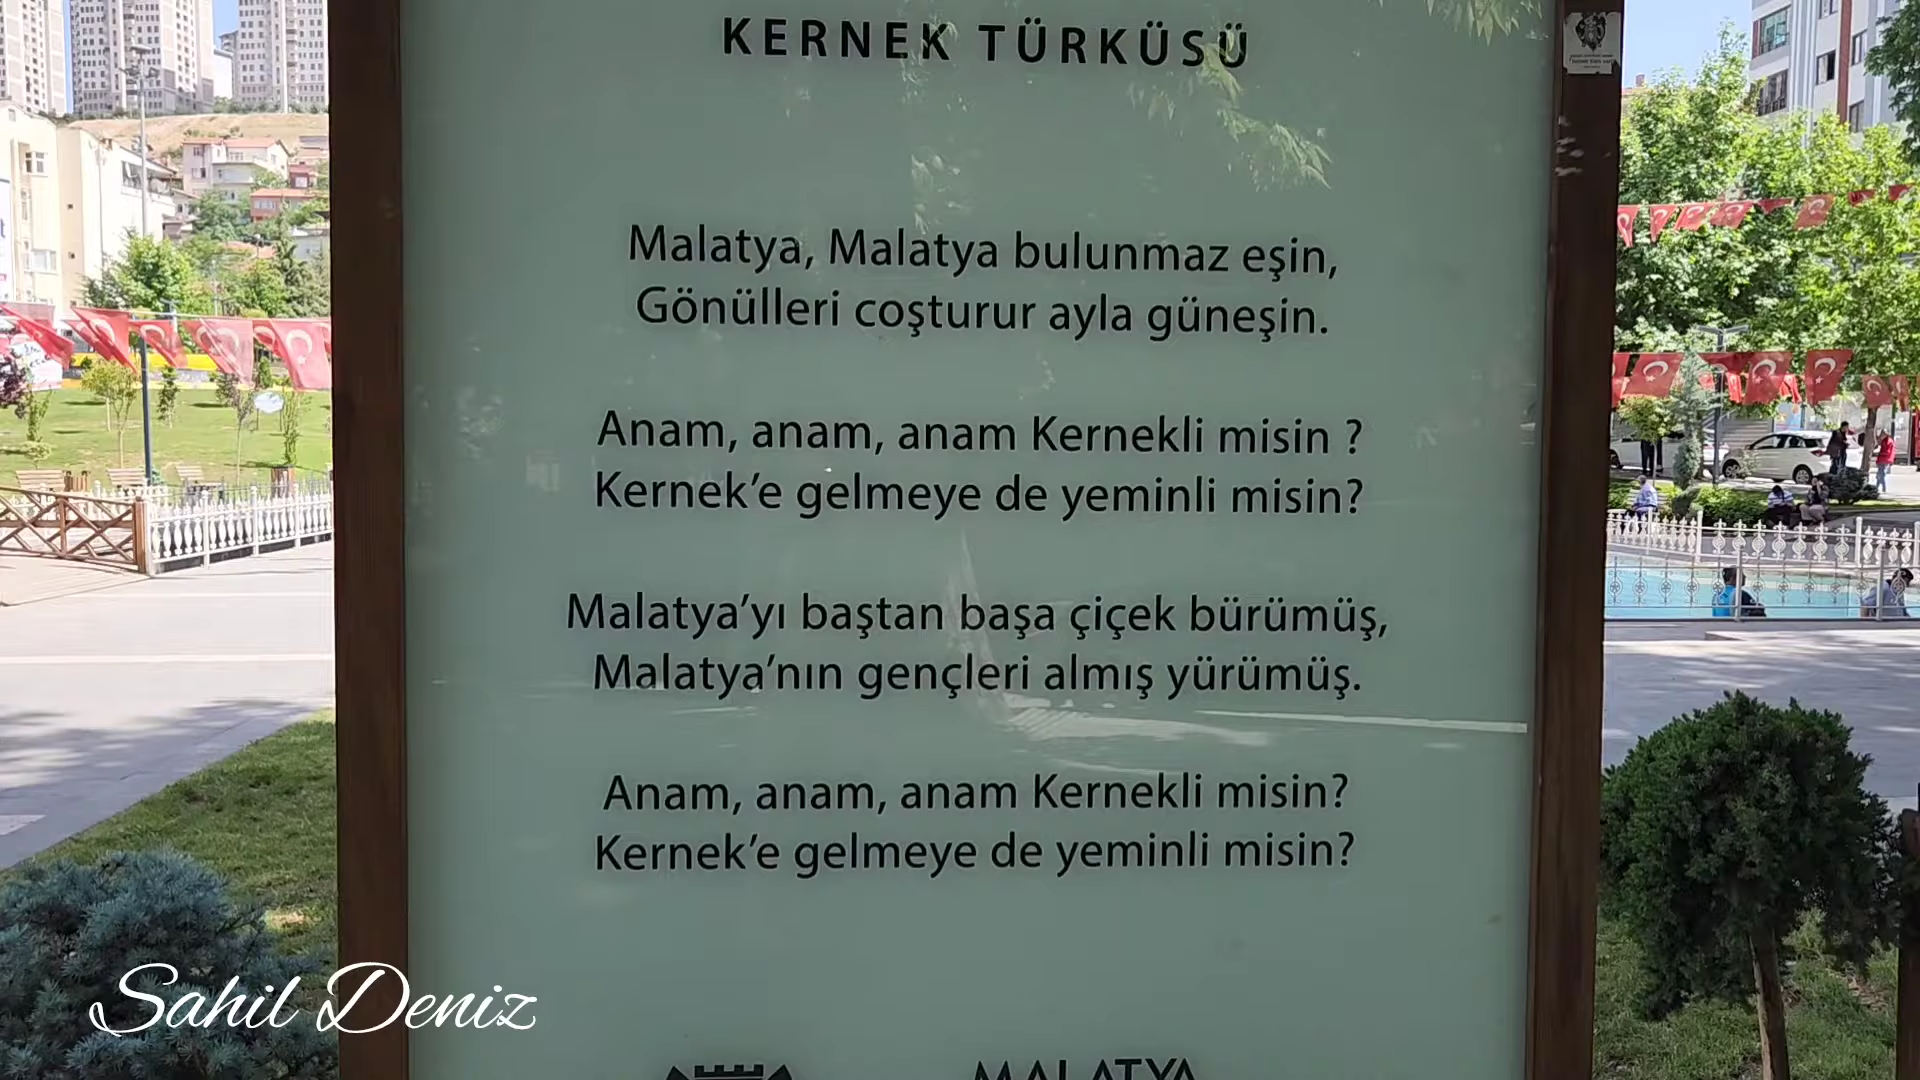 KERNEK TÜRKÜSÜ
Malatya, Malatya bulunmaz eşin,
Gönülleri coşturur ayla güneşin.
Anam, anam, anam Kernekli misin ?
Kernek’e gelmeye de yeminli misin?
Malatya’yı baştan başa çiçek bürümüş,
Malatya’nın gençleri almış yürümüş.
Anam, anam, anam Kernekli misin?
Kernek’e gelmeye de yeminli misin?
Sahil Deniz
MALATYA